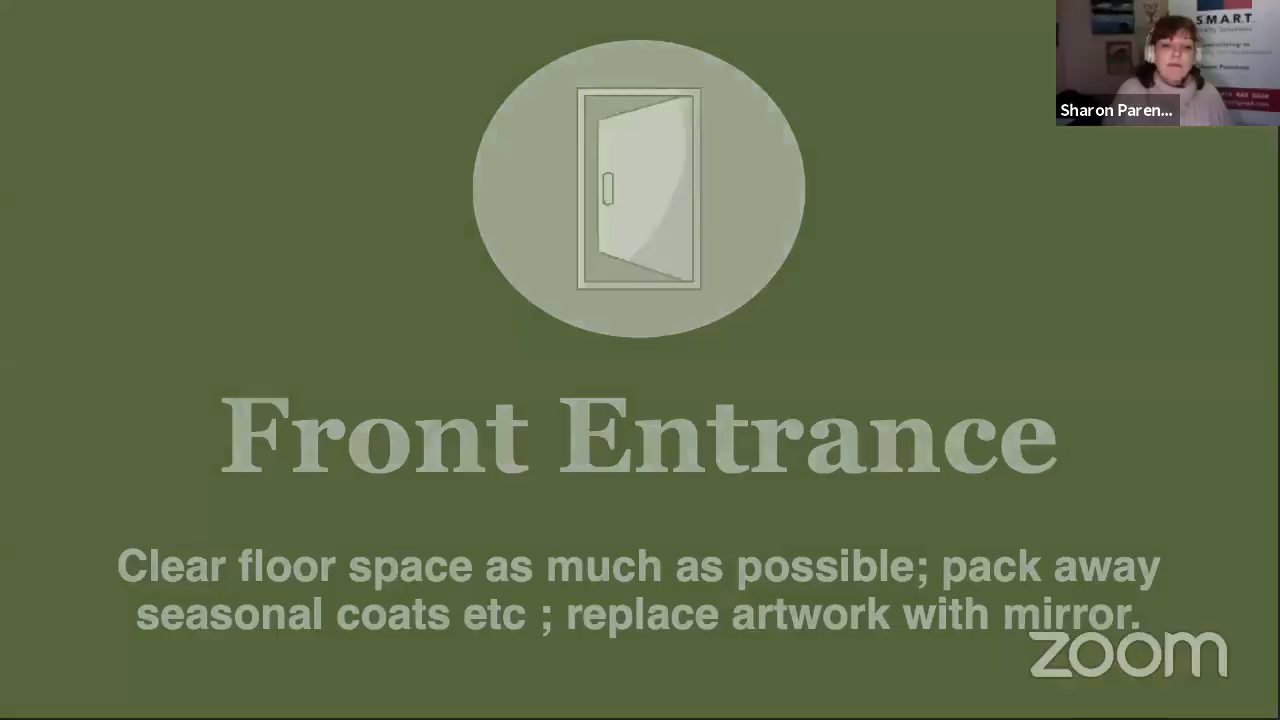 S.M.A.R.T.
Sharon Paren...
Front Entrance
Clear floor space as much as possible; pack away
seasonal coats etc ; replace artwork with mirror.
zoom